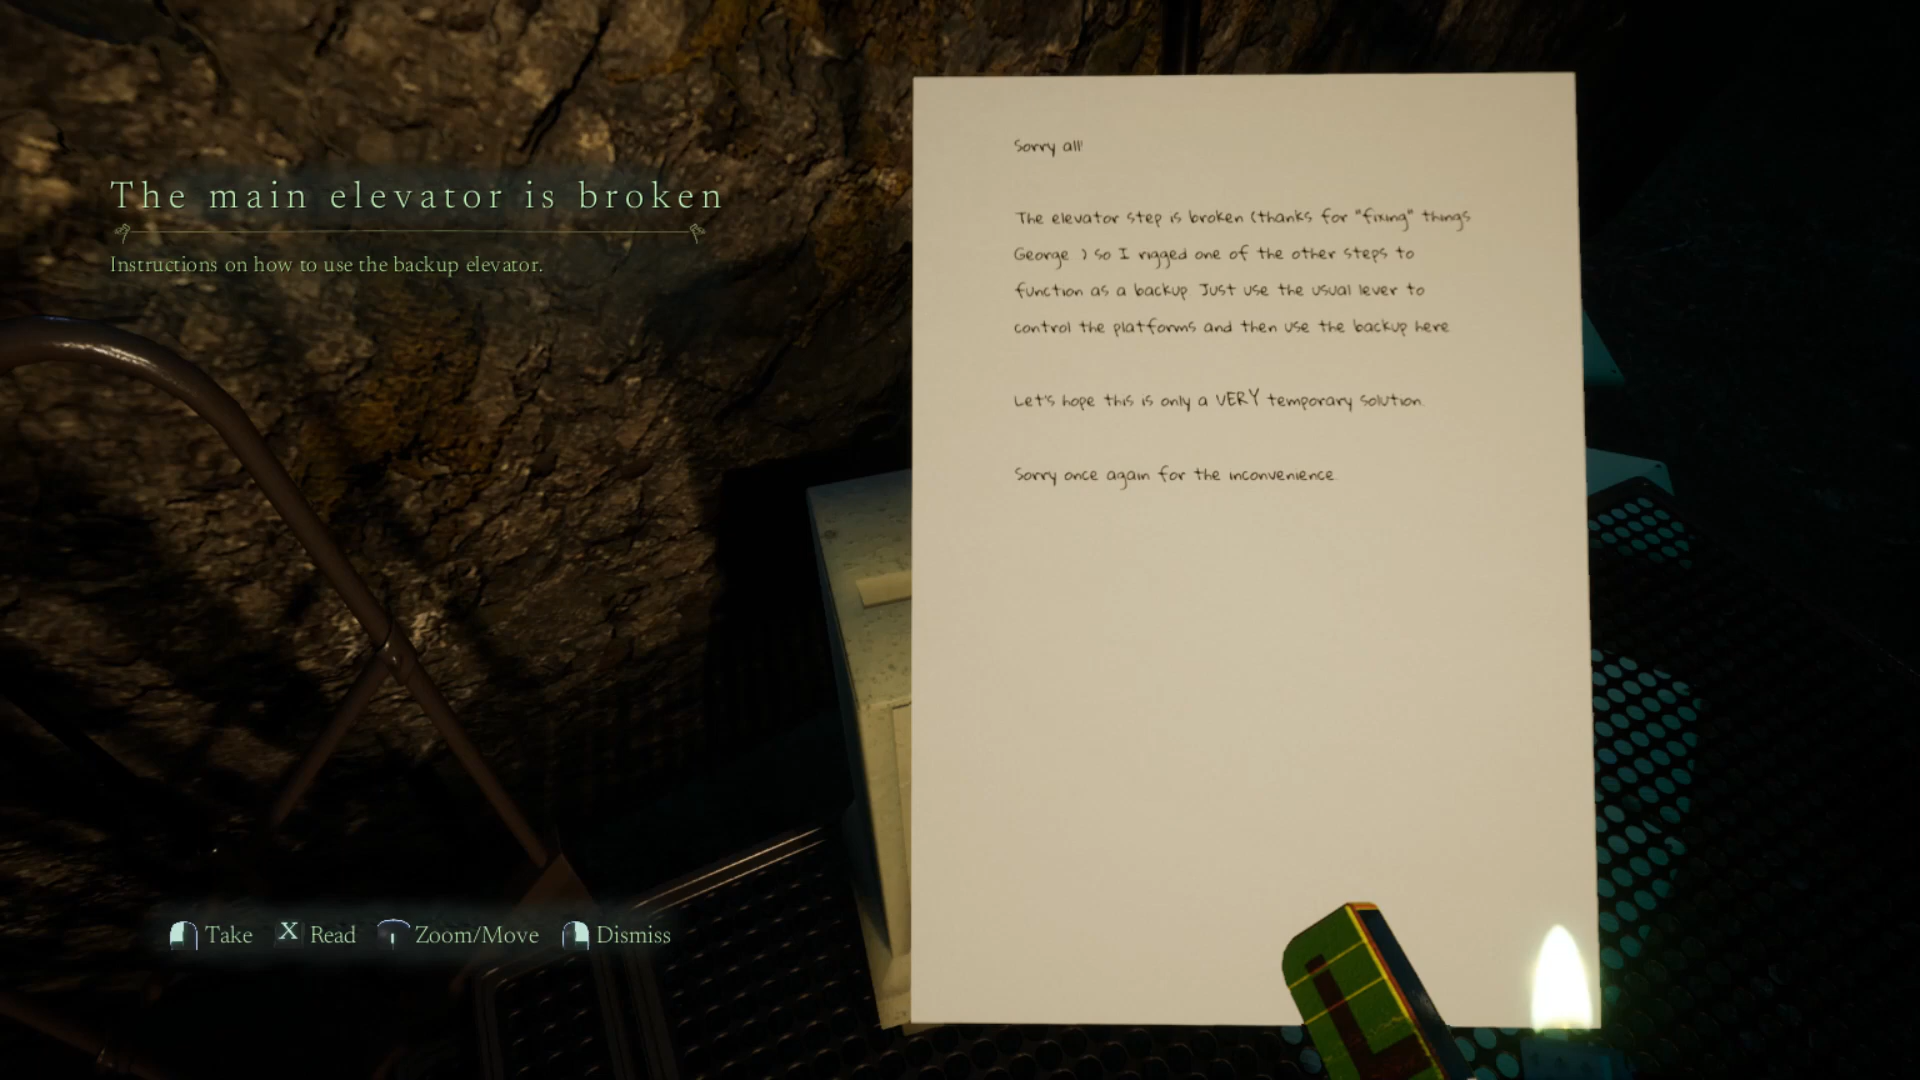 The main elevator is broken
Instructions on how to use the backup elevator.
Sorry all!
The elevator step is broken (thanks for "fixing" things
George ) so I rigged one of the other steps to
function as a backup Just use the usual lever to
control the platforms and then use the backup here
Let's hope this is only a VERY temporary solution.
Sorry once again for the inconvenience.
Take X Read Zoom/Move Dismiss